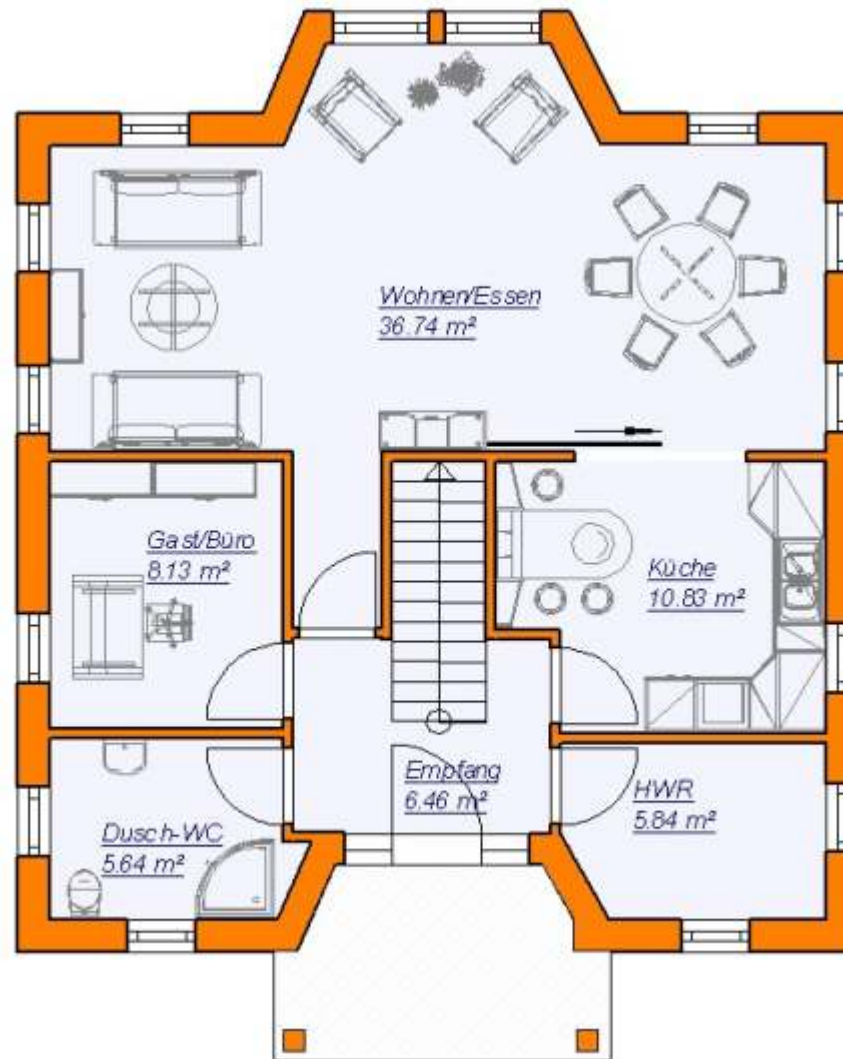 Wohnen/Essen
36.74 m²
Gast/Büro
8.13 m²
Küche
10.83 m²
Empfang
6.46 m²
HWR
5.84 m²
Dusch-WC
5.64 m²